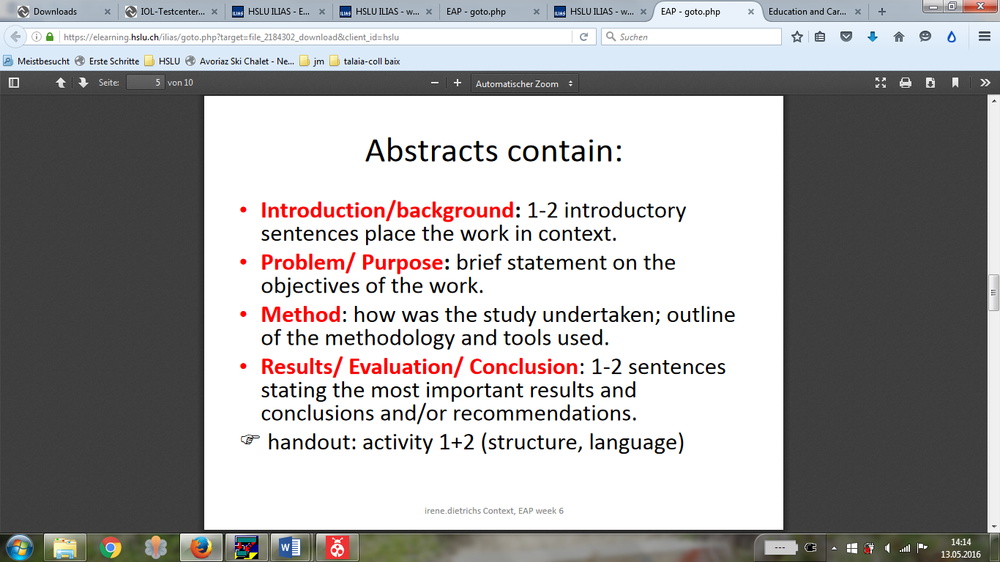 Downloads
IOL-Testcenter...
HSLU ILIAS - E...
HSLU ILIAS - w...
EAP - goto.php
HSLU ILIAS - w...
EAP - goto.php
Education and Car...
https://elearning.hslu.ch/ilias/goto.php?target=file_2184302_download&client_id=hslu
Suchen
Meistbesucht
Erste Schritte
HSLU
Avoriaz Ski Chalet - Ne...
jm
talaia-coll baix
Seite: 5 von 10
Automatischer Zoom
Abstracts contain:
• Introduction/background: 1-2 introductory
sentences place the work in context.
• Problem/ Purpose: brief statement on the
objectives of the work.
• Method: how was the study undertaken; outline
of the methodology and tools used.
• Results/ Evaluation/ Conclusion: 1-2 sentences
stating the most important results and
conclusions and/or recommendations.
☞ handout: activity 1+2 (structure, language)
irene.dietrichs Context, EAP week 6
---
14:14
13.05.2016